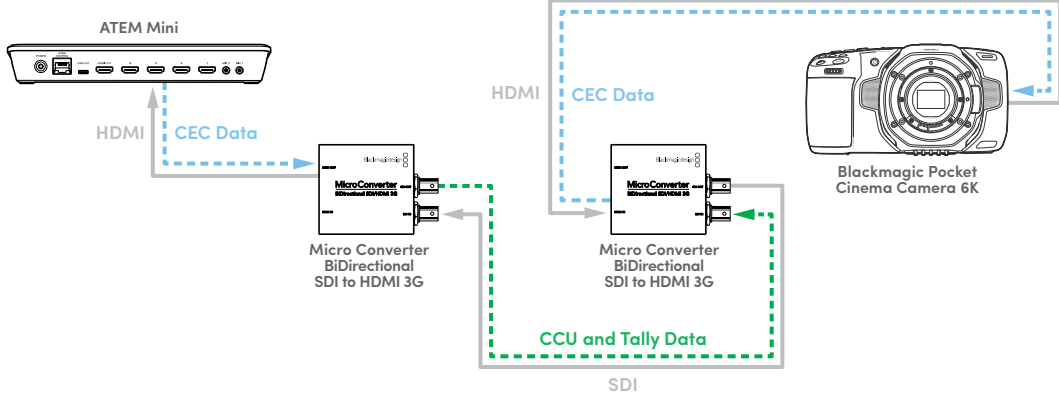 ATEM Mini
POWER
HDMI
CEC Data
HDMI
CEC Data
Blackmagicdesign
MicroConverter
BiDirectional SDI/HDMI 3G
Blackmagicdesign
MicroConverter
BiDirectional SDI/HDMI 3G
Blackmagic Pocket
Cinema Camera 6K
Micro Converter
BiDirectional
SDI to HDMI 3G
Micro Converter
BiDirectional
SDI to HDMI 3G
CCU and Tally Data
SDI